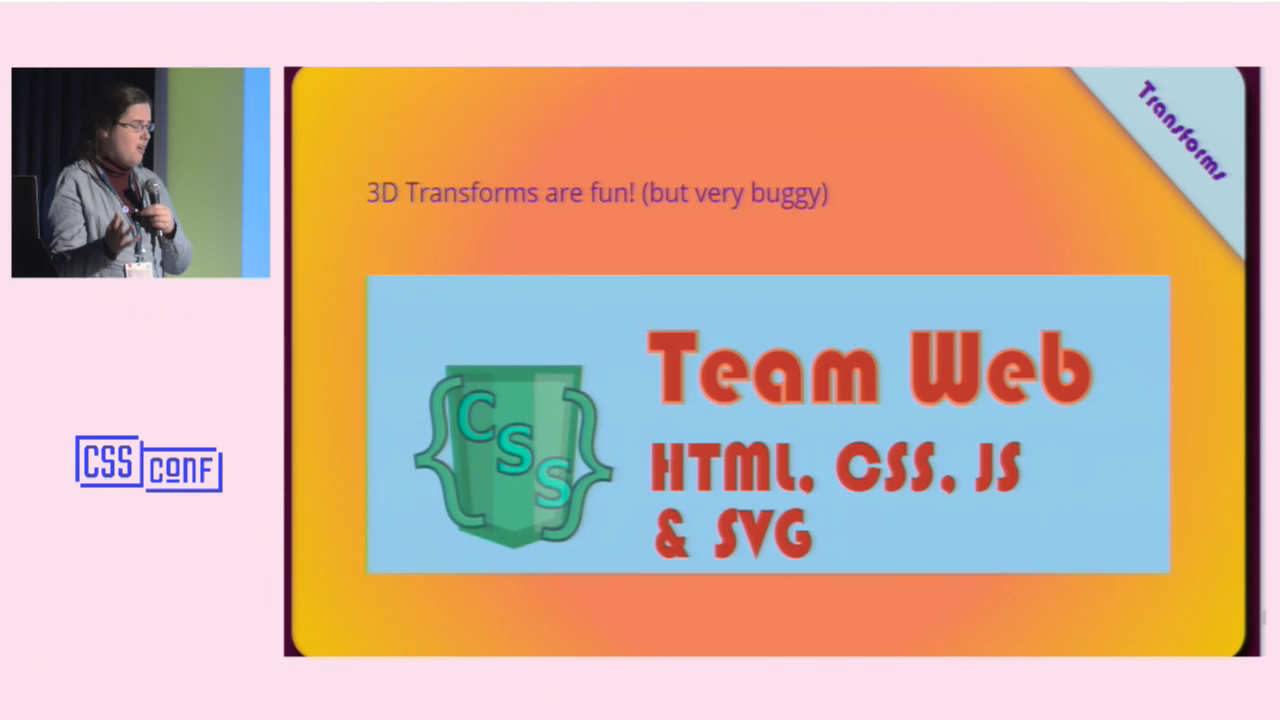 Transforms
3D Transforms are fun! (but very buggy)
Team Web
HTML, CSS, JS
& SVG
{CSS}
CSS
CONF